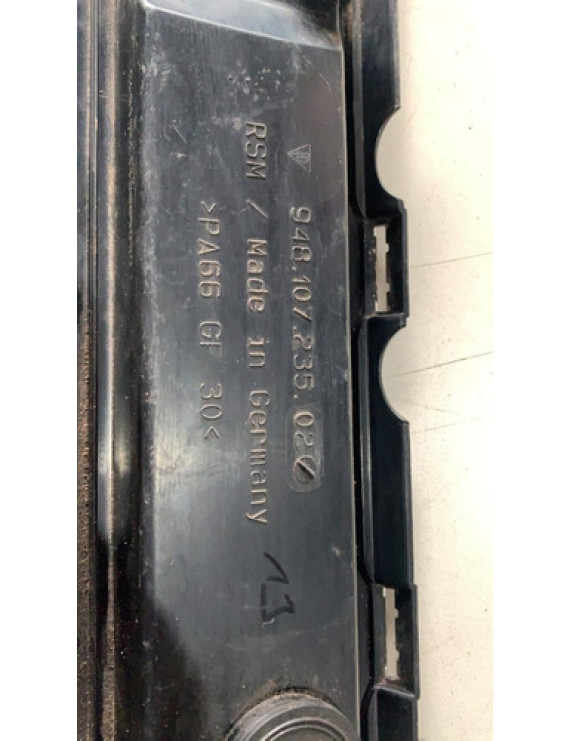 948.107.235.02
RSM / Made in Germany
>PA66 GF 30<
13